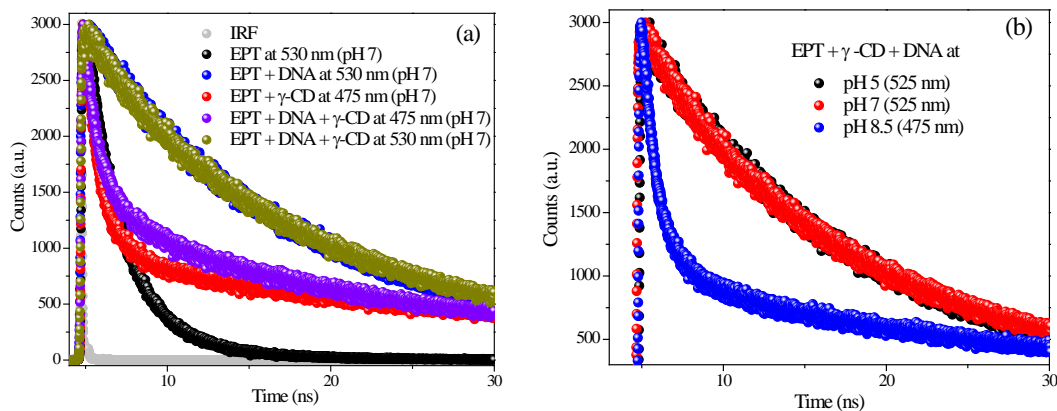 (a)
IRF
EPT at 530 nm (pH 7)
EPT + DNA at 530 nm (pH 7)
EPT + γ-CD at 475 nm (pH 7)
EPT + DNA + γ-CD at 475 nm (pH 7)
EPT + DNA + γ-CD at 530 nm (pH 7)
3000
2500
2000
1500
1000
500
0
Counts (a.u.)
10
20
30
Time (ns)
(b)
EPT + γ -CD + DNA at
pH 5 (525 nm)
pH 7 (525 nm)
pH 8.5 (475 nm)
3000
2500
2000
1500
1000
500
Counts (a.u.)
10
20
30
Time (ns)